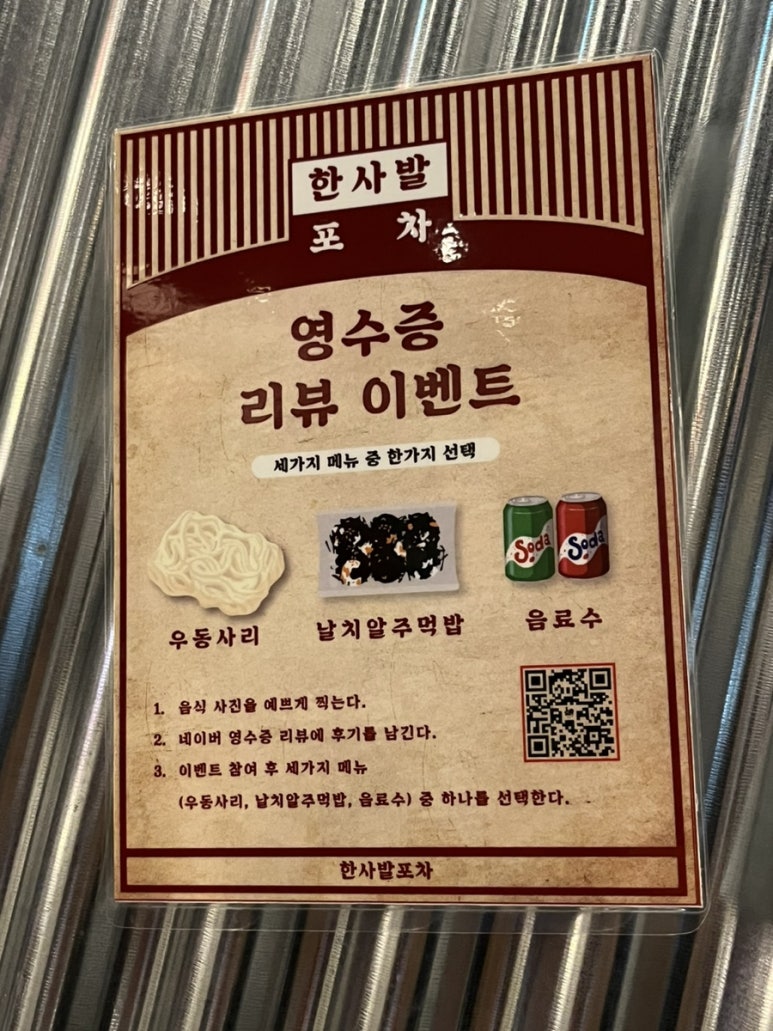 한사발
포차
영수증
리뷰 이벤트
세가지 메뉴 중 한가지 선택
Soda Soda
우동사리 날치알주먹밥 음료수
1. 음식 사진을 예쁘게 찍는다.
2. 네이버 영수증 리뷰에 후기를 남긴다.
3. 이벤트 참여 후 세가지 메뉴
(우동사리, 날치알주먹밥, 음료수) 중 하나를 선택한다.
한사발포차